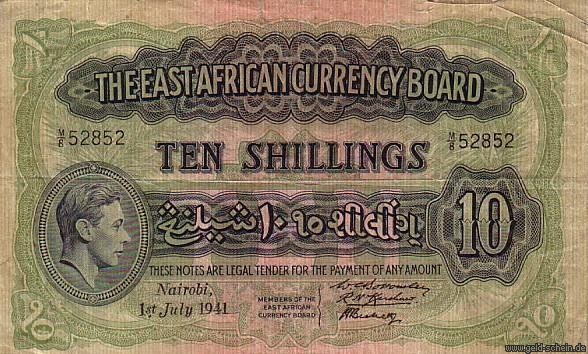 THE EAST AFRICAN CURRENCY BOARD
M/8 52852
M/8 52852
TEN SHILLINGS
١٠ ૧૦ શીલીંગ
10
THESE NOTES ARE LEGAL TENDER FOR THE PAYMENT OF ANY AMOUNT
Nairobi,
1st July 1941
MEMBERS OF THE
EAST AFRICAN
CURRENCY BOARD
૧૦
૧૦
www.geld-schein.de